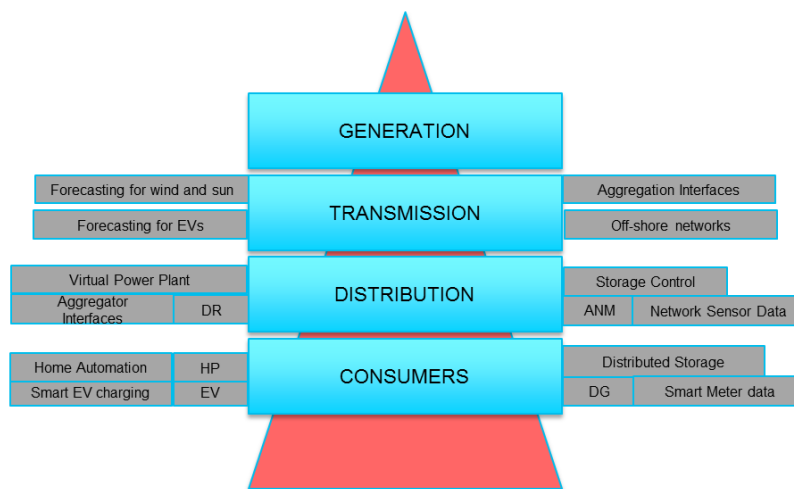 GENERATION
Forecasting for wind and sun
Forecasting for EVs
TRANSMISSION
Aggregation Interfaces
Off-shore networks
Virtual Power Plant
Aggregator
Interfaces
DR
DISTRIBUTION
Storage Control
ANM
Network Sensor Data
Home Automation
HP
Smart EV charging
EV
CONSUMERS
Distributed Storage
DG
Smart Meter data